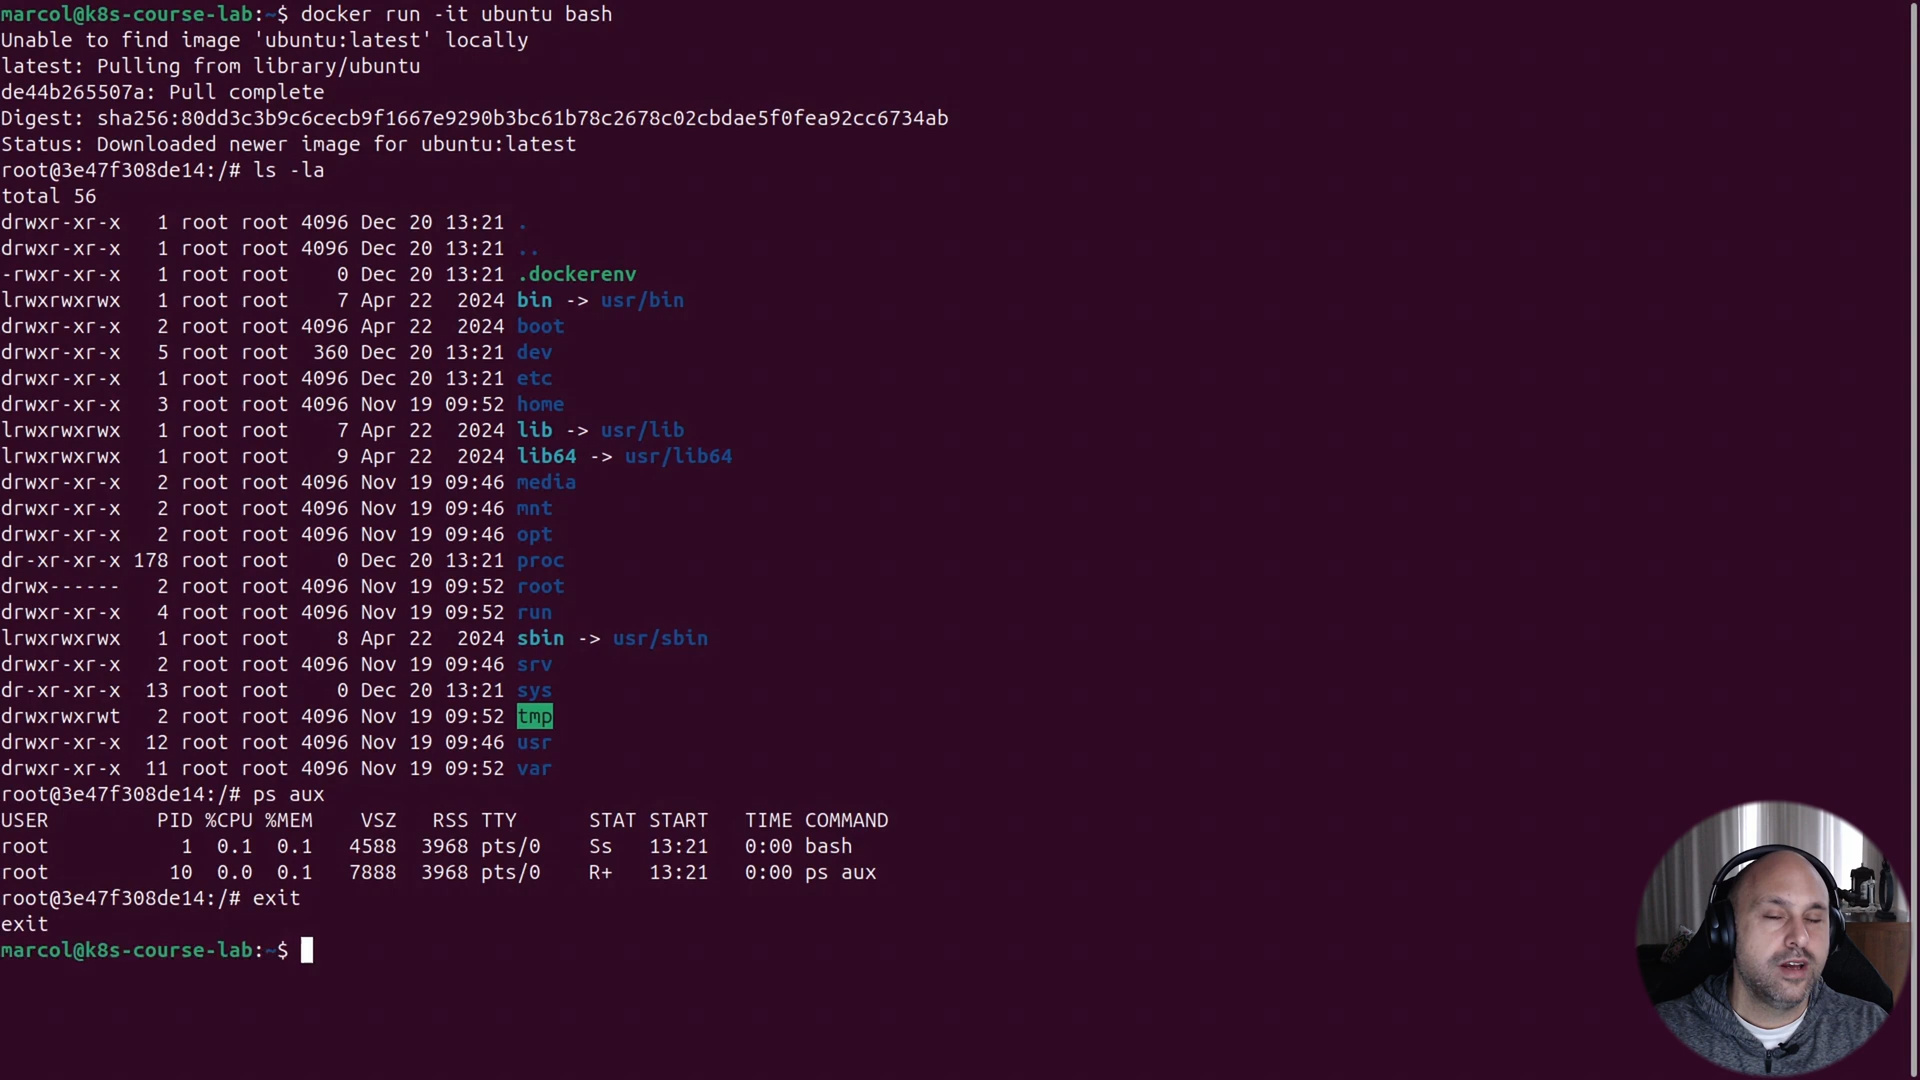 marcol@k8s-course-lab:~$ docker run -it ubuntu bash
Unable to find image 'ubuntu:latest' locally
latest: Pulling from library/ubuntu
de44b265507a: Pull complete
Digest: sha256:80dd3c3b9c6cecb9f1667e9290b3bc61b78c2678c02cbdae5f0fea92cc6734ab
Status: Downloaded newer image for ubuntu:latest
root@3e47f308de14:/# ls -la
total 56
drwxr-xr-x   1 root root 4096 Dec 20 13:21 .
drwxr-xr-x   1 root root 4096 Dec 20 13:21 ..
-rwxr-xr-x   1 root root    0 Dec 20 13:21 .dockerenv
lrwxrwxrwx   1 root root    7 Apr 22  2024 bin -> usr/bin
drwxr-xr-x   2 root root 4096 Apr 22  2024 boot
drwxr-xr-x   5 root root  360 Dec 20 13:21 dev
drwxr-xr-x   1 root root 4096 Dec 20 13:21 etc
drwxr-xr-x   3 root root 4096 Nov 19 09:52 home
lrwxrwxrwx   1 root root    7 Apr 22  2024 lib -> usr/lib
lrwxrwxrwx   1 root root    9 Apr 22  2024 lib64 -> usr/lib64
drwxr-xr-x   2 root root 4096 Nov 19 09:46 media
drwxr-xr-x   2 root root 4096 Nov 19 09:46 mnt
drwxr-xr-x   2 root root 4096 Nov 19 09:46 opt
dr-xr-xr-x 178 root root    0 Dec 20 13:21 proc
drwx------   2 root root 4096 Nov 19 09:52 root
drwxr-xr-x   4 root root 4096 Nov 19 09:52 run
lrwxrwxrwx   1 root root    8 Apr 22  2024 sbin -> usr/sbin
drwxr-xr-x   2 root root 4096 Nov 19 09:46 srv
dr-xr-xr-x  13 root root    0 Dec 20 13:21 sys
drwxrwxrwt   2 root root 4096 Nov 19 09:52 tmp
drwxr-xr-x  12 root root 4096 Nov 19 09:46 usr
drwxr-xr-x  11 root root 4096 Nov 19 09:52 var
root@3e47f308de14:/# ps aux
USER         PID %CPU %MEM    VSZ   RSS TTY      STAT START   TIME COMMAND
root           1  0.1  0.1   4588  3968 pts/0    Ss   13:21   0:00 bash
root          10  0.0  0.1   7888  3968 pts/0    R+   13:21   0:00 ps aux
root@3e47f308de14:/# exit
exit
marcol@k8s-course-lab:~$